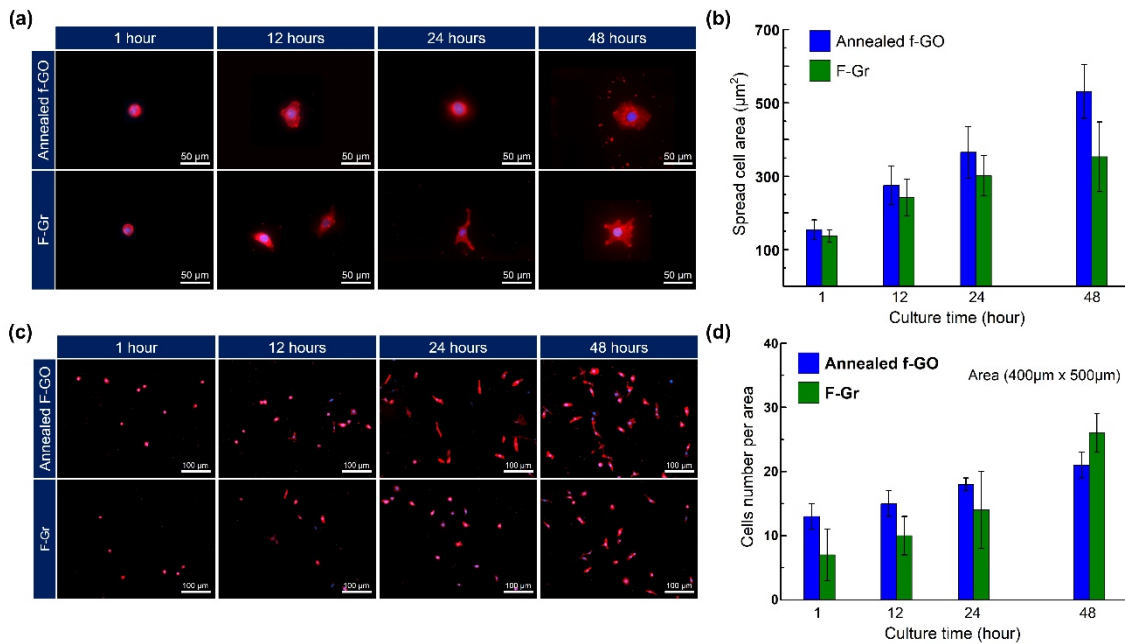 (a)
1 hour 12 hours 24 hours 48 hours
Annealed f-GO
50 µm 50 µm 50 µm 50 µm
F-Gr
50 µm 50 µm 50 µm 50 µm
(b)
Annealed f-GO
F-Gr
Spread cell area (µm²)
700
500
300
100
1 12 24 48
Culture time (hour)
(c)
1 hour 12 hours 24 hours 48 hours
Annealed F-GO
100 µm 100 µm 100 µm 100 µm
F-Gr
100 µm 100 µm 100 µm 100 µm
(d)
Annealed f-GO
F-Gr
Area (400µm x 500µm)
Cells number per area
40
30
20
10
0
1 12 24 48
Culture time (hour)